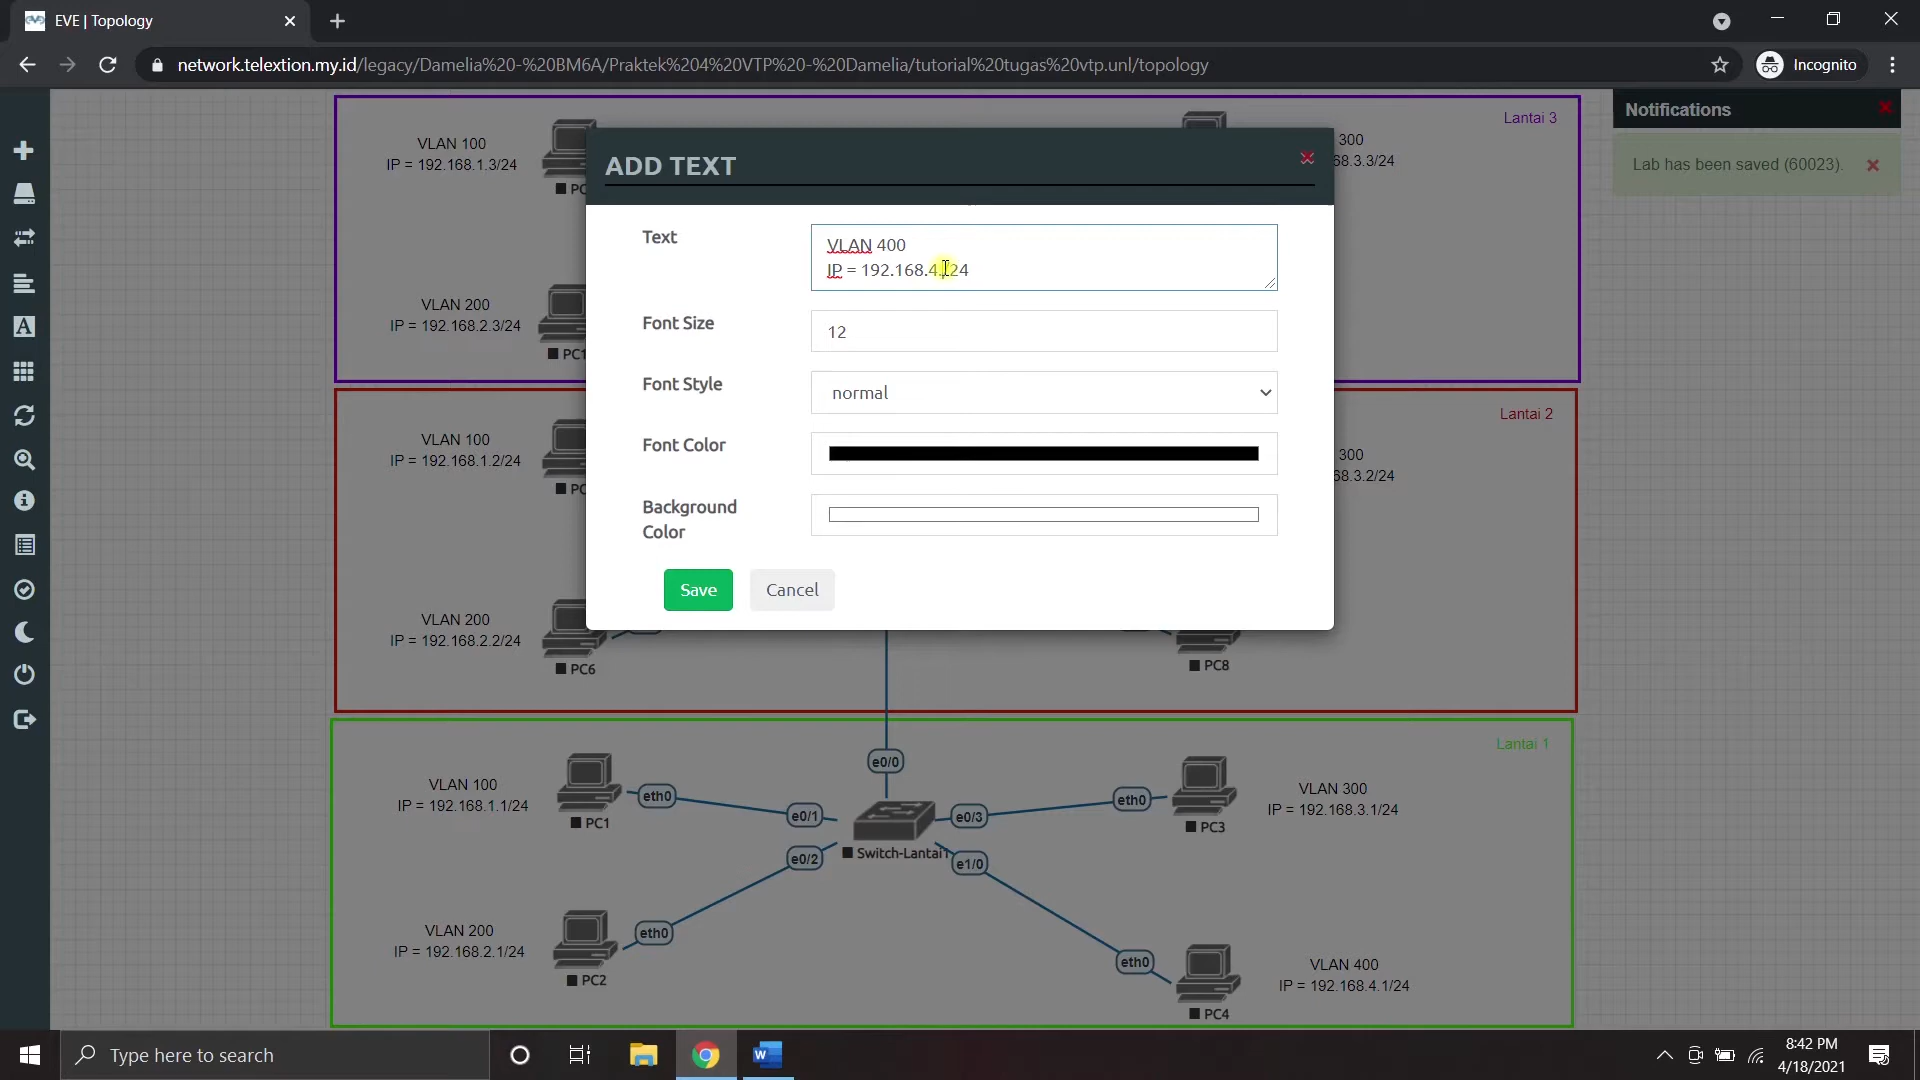 EVE | Topology
network.telextion.my.id/legacy/Damelia%20-%20BM6A/Praktek%204%20VTP%20-%20Damelia/tutorial%20tugas%20vtp.unl/topology
Incognito
Notifications
Lab has been saved (60023).
Lantai 3
VLAN 100
IP = 192.168.1.3/24
300
68.3.3/24
VLAN 200
IP = 192.168.2.3/24
ADD TEXT
Text
VLAN 400
IP = 192.168.4./24
Font Size
12
Font Style
normal
Font Color
Background
Color
Save
Cancel
Lantai 2
VLAN 100
IP = 192.168.1.2/24
300
68.3.2/24
VLAN 200
IP = 192.168.2.2/24
PC6
PC8
Lantai 1
VLAN 100
IP = 192.168.1.1/24
PC1
eth0
e0/0
e0/1
e0/3
eth0
PC3
VLAN 300
IP = 192.168.3.1/24
Switch-Lantai1
e0/2
e1/0
VLAN 200
IP = 192.168.2.1/24
PC2
eth0
eth0
PC4
VLAN 400
IP = 192.168.4.1/24
Type here to search
8:42 PM
4/18/2021